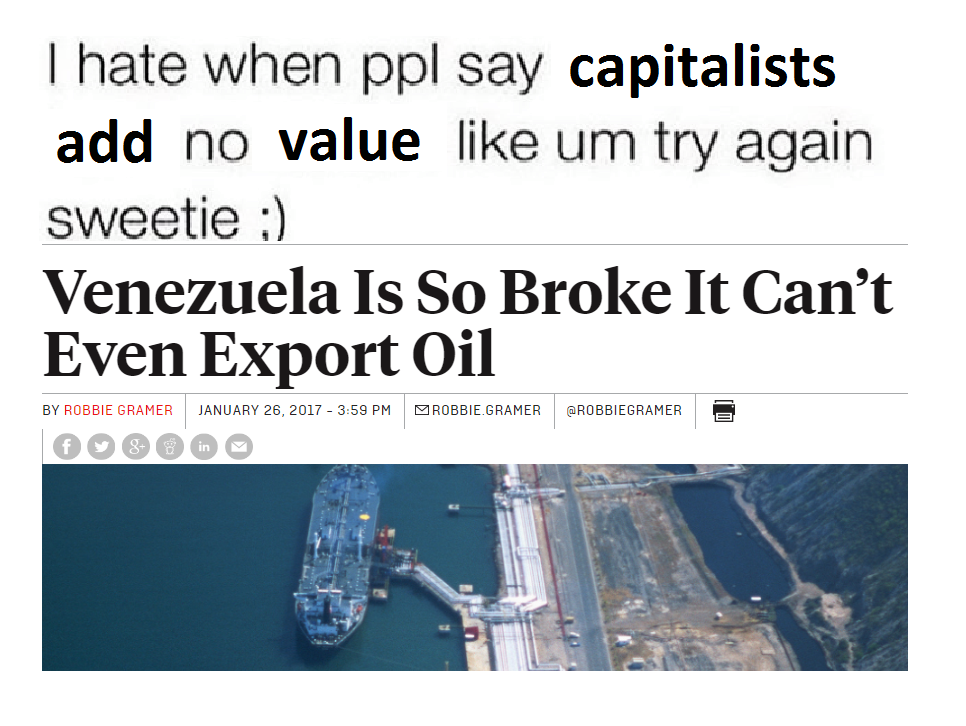 I hate when ppl say capitalists
add no value like um try again
sweetie ;)
Venezuela Is So Broke It Can’t
Even Export Oil
BY ROBBIE GRAMER JANUARY 26, 2017 - 3:59 PM ROBBIE.GRAMER @ROBBIEGRAMER
f g+ in